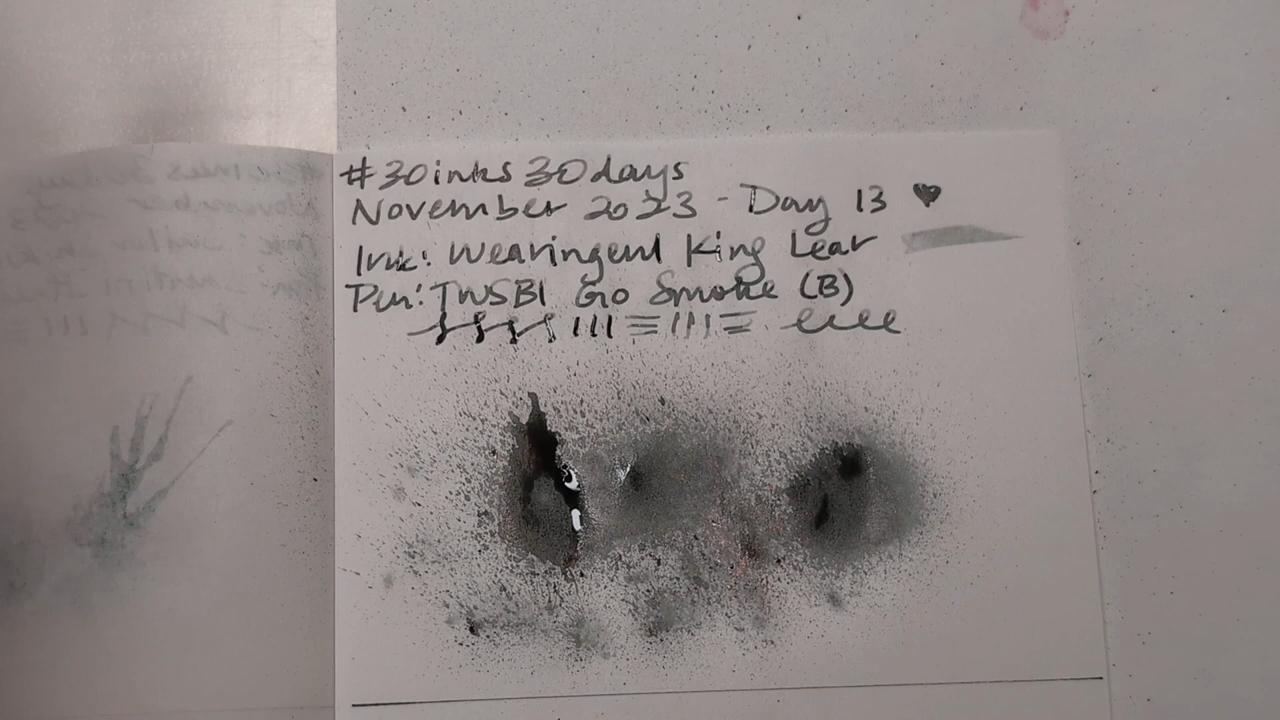 #30inks30days
November 2023 - Day 13 ♥
Ink: Wearingeul King Lear
Pen: TWSBI Go Smoke (B)